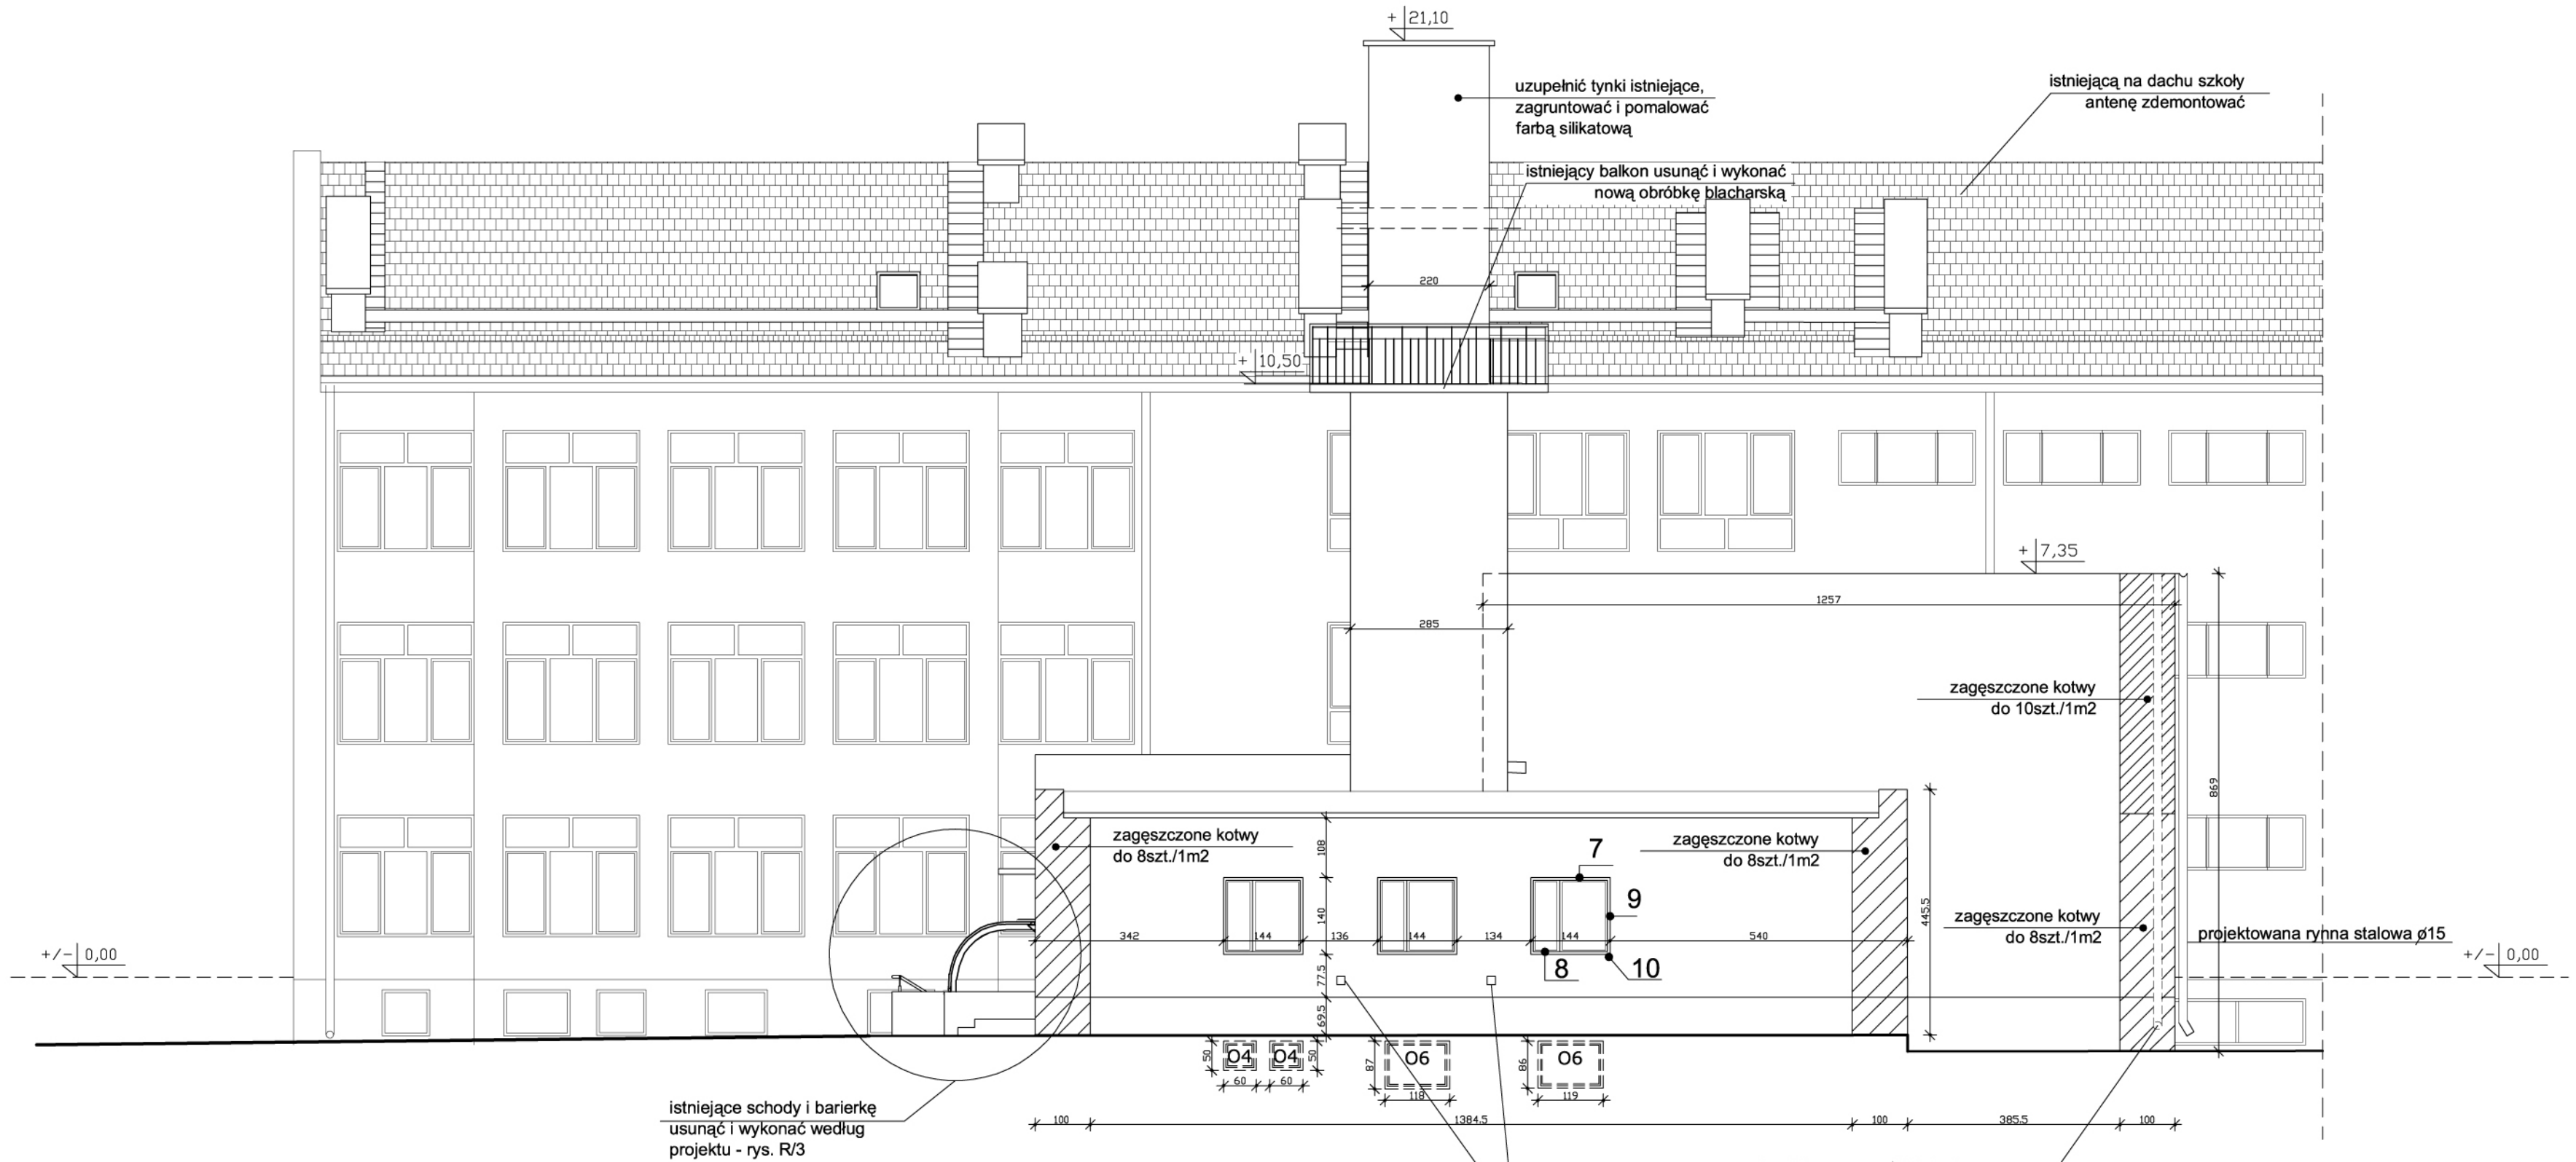 + 21,10
uzupełnić tynki istniejące,
zagruntować i pomalować
farbą silikatową
istniejącą na dachu szkoły
antenę zdemontować
istniejący balkon usunąć i wykonać
nową obróbkę blacharską
220
+ 10,50
+ 7,35
1257
285
zagęszczone kotwy
do 10szt./1m2
869
zagęszczone kotwy
do 8szt./1m2
108
zagęszczone kotwy
do 8szt./1m2
7
9
140
445.5
zagęszczone kotwy
do 8szt./1m2
342
144
136
144
134
144
540
projektowana rynna stalowa ø15
+/- 0,00
+/- 0,00
8
10
77.5
69.5
50
O4
O4
50
87
O6
86
O6
60
60
118
119
istniejące schody i barierkę
usunąć i wykonać według
projektu - rys. R/3
100
1384.5
100
385.5
100